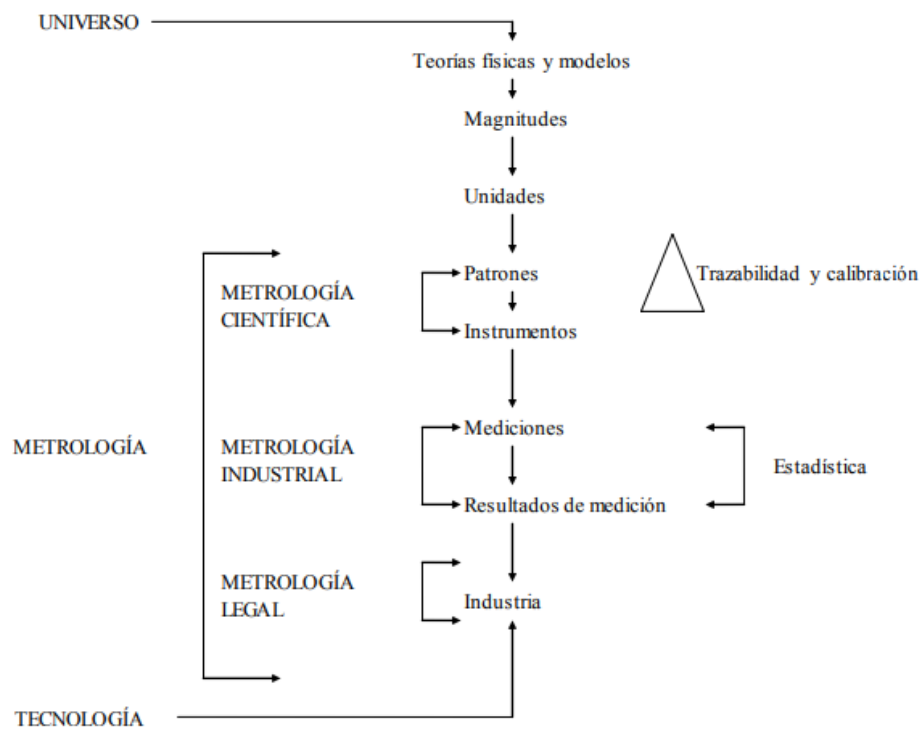 UNIVERSO
Teorías físicas y modelos
Magnitudes
Unidades
Patrones
Trazabilidad y calibración
METROLOGÍA
CIENTÍFICA
Instrumentos
METROLOGÍA
METROLOGÍA
INDUSTRIAL
Mediciones
Estadística
Resultados de medición
METROLOGÍA
LEGAL
Industria
TECNOLOGÍA